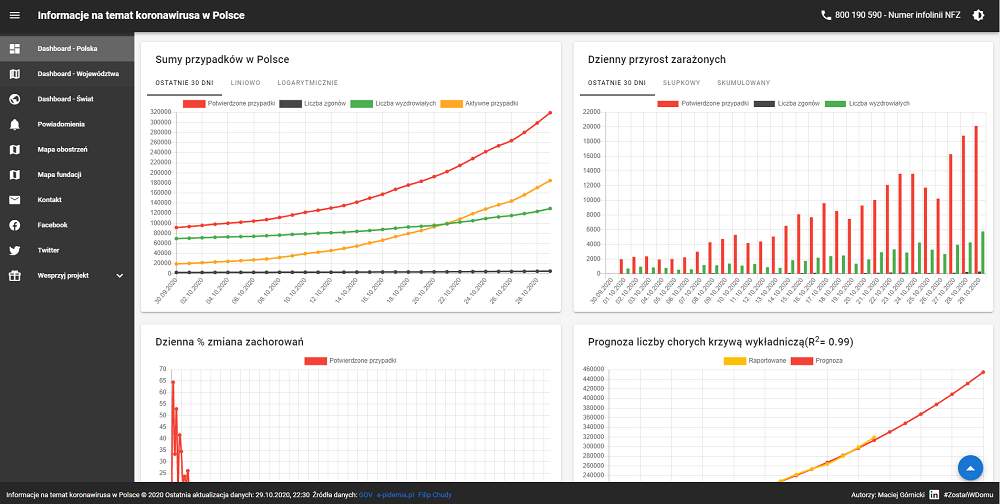 Informacje na temat koronawirusa w Polsce
800 190 590 - Numer infolinii NFZ
Dashboard - Polska
Dashboard - Województwa
Dashboard - Świat
Powiadomienia
Mapa obostrzeń
Mapa fundacji
Kontakt
Facebook
Twitter
Wesprzyj projekt
Sumy przypadków w Polsce
OSTATNIE 30 DNI LINIOWO LOGARYTMICZNIE
Potwierdzone przypadki Liczba zgonów Liczba wyzdrowiałych Aktywne przypadki
320000
300000
280000
260000
240000
220000
200000
180000
160000
140000
120000
100000
80000
60000
40000
20000
0
30.09.2020 02.10.2020 04.10.2020 06.10.2020 08.10.2020 10.10.2020 12.10.2020 14.10.2020 16.10.2020 18.10.2020 20.10.2020 22.10.2020 24.10.2020 26.10.2020 28.10.2020
Dzienny przyrost zarażonych
OSTATNIE 30 DNI SŁUPKOWY SKUMULOWANY
Potwierdzone przypadki Liczba zgonów Liczba wyzdrowiałych
22000
20000
18000
16000
14000
12000
10000
8000
6000
4000
2000
0
30.09.2020 01.10.2020 02.10.2020 03.10.2020 04.10.2020 05.10.2020 06.10.2020 07.10.2020 08.10.2020 09.10.2020 10.10.2020 11.10.2020 12.10.2020 13.10.2020 14.10.2020 15.10.2020 16.10.2020 17.10.2020 18.10.2020 19.10.2020 20.10.2020 21.10.2020 22.10.2020 23.10.2020 24.10.2020 25.10.2020 26.10.2020 27.10.2020 28.10.2020 29.10.2020
Dzienna % zmiana zachorowań
Potwierdzone przypadki
70
65
60
55
50
45
40
35
30
25
Prognoza liczby chorych krzywą wykładniczą(R²= 0.99)
Raportowane Prognoza
460000
440000
420000
400000
380000
360000
340000
320000
300000
280000
260000
240000
Informacje na temat koronawirusa w Polsce © 2020 Ostatnia aktualizacja danych: 29.10.2020, 22:30 Źródła danych: GOV e-pidemia.pl Filip Chudy
Autorzy: Maciej Górnicki #ZostańWDomu